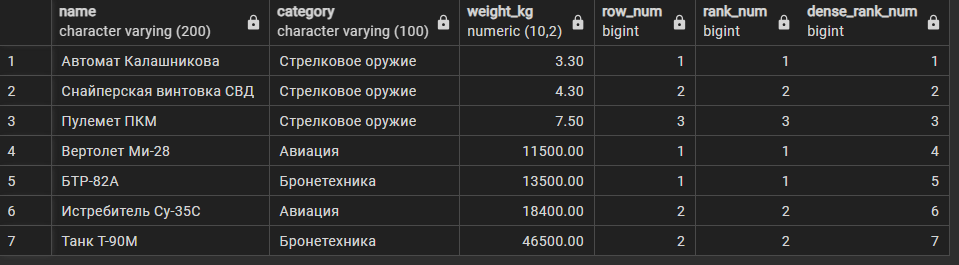 name category weight_kg row_num rank_num dense_rank_num
character varying (200) character varying (100) numeric (10,2) bigint bigint bigint
1 Автомат Калашникова Стрелковое оружие 3.30 1 1 1
2 Снайперская винтовка СВД Стрелковое оружие 4.30 2 2 2
3 Пулемет ПКМ Стрелковое оружие 7.50 3 3 3
4 Вертолет Ми-28 Авиация 11500.00 1 1 4
5 БТР-82А Бронетехника 13500.00 1 1 5
6 Истребитель Су-35С Авиация 18400.00 2 2 6
7 Танк Т-90М Бронетехника 46500.00 2 2 7